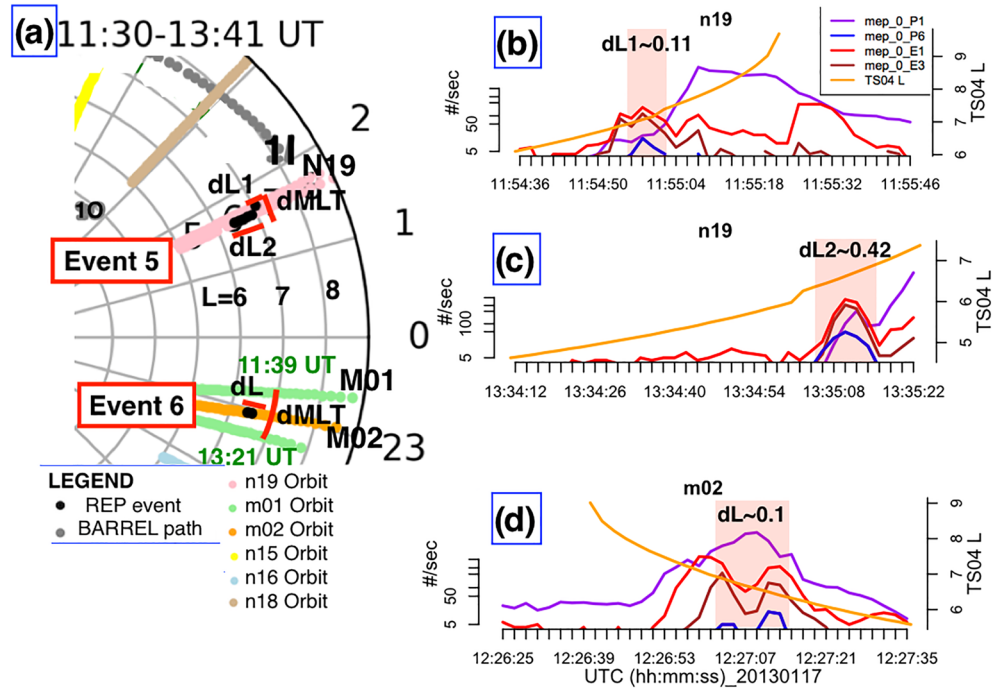 (a) 11:30-13:41 UT
2
1I
N19
dL1
dMLT
10
5
6
1
dL2
Event 5
L=6 7 8
0
11:39 UT
M01
dL
Event 6
dMLT
M02
23
13:21 UT
LEGEND
REP event
BARREL path
n19 Orbit
m01 Orbit
m02 Orbit
n15 Orbit
n16 Orbit
n18 Orbit
(b)
n19
dL1~0.11
mep_0_P1
mep_0_P6
mep_0_E1
mep_0_E3
TS04 L
#/sec
50
5
9
8
7
6
TS04 L
11:54:36 11:54:50 11:55:04 11:55:18 11:55:32 11:55:46
(c)
n19
dL2~0.42
#/sec
100
5
7
6
5
TS04 L
13:34:12 13:34:26 13:34:40 13:34:54 13:35:08 13:35:22
(d)
m02
dL~0.1
#/sec
50
5
9
8
7
6
TS04 L
12:26:25 12:26:39 12:26:53 12:27:07 12:27:21 12:27:35
UTC (hh:mm:ss)_20130117